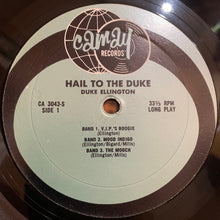 camay
RECORDS
HAIL TO THE DUKE
DUKE ELLINGTON
CA 3043-S
SIDE 1
33⅓ RPM
LONG PLAY
BAND 1. V.I.P.'S BOOGIE
(Ellington)
BAND 2. MOOD INDIGO
(Ellington/Bigard/Mills)
BAND 3. THE MOOCH
(Ellington/Mills)